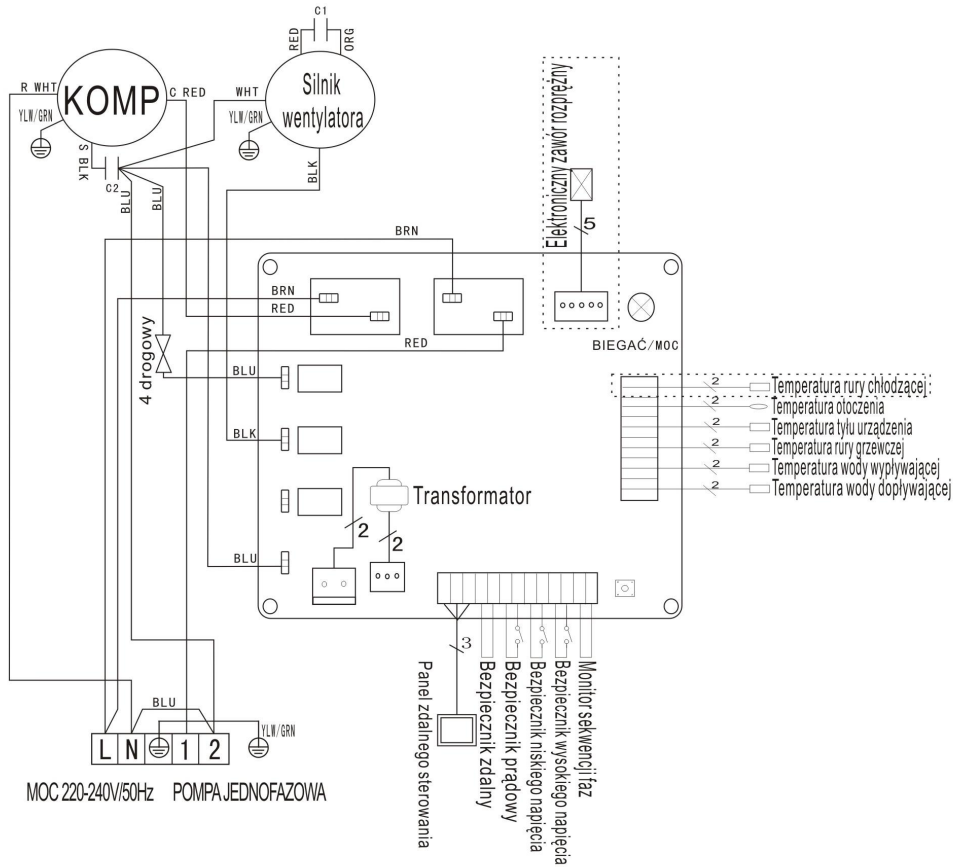 C1
RED
ORG
R WHT
KOMP
C RED
WHT
Silnik
wentylatora
YLW/GRN
YLW/GRN
S BLK
C2
BLU
BLU
BLK
Elektroniczny zawór rozprężny
5
BRN
BRN
RED
RED
BIEGAĆ/MOC
4 drogowy
BLU
BLK
BLU
Transformator
2
2
2
Temperatura rury chłodzącej
2
Temperatura otoczenia
2
Temperatura tyłu urządzenia
2
Temperatura rury grzewczej
2
Temperatura wody wypływającej
2
Temperatura wody dopływającej
3
Panel zdalnego sterowania
Bezpiecznik zdalny
Bezpiecznik prądowy
Bezpiecznik niskiego napięcia
Bezpiecznik wysokiego napięcia
Monitor sekwencji faz
BLU
YLW/GRN
L N 1 2
MOC 220-240V/50Hz POMPA JEDNOFAZOWA